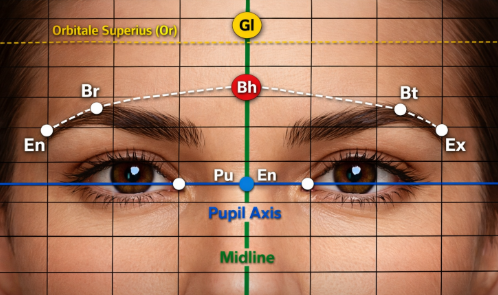 Gl
Orbitale Superius (Or)
Br
Bh
Bt
En
Ex
Pu
En
Pupil Axis
Midline